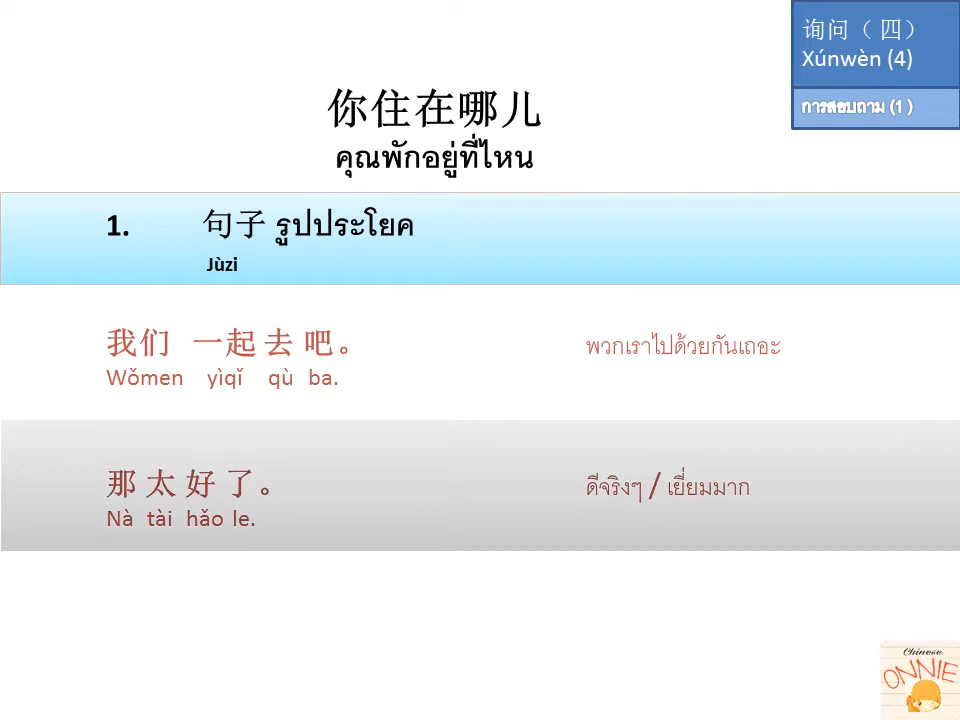 询问（ 四）
Xúnwèn (4)
การสอบถาม (1 )
你住在哪儿
คุณพักอยู่ที่ไหน
1. 句子 รูปประโยค
Jùzi
我们 一起 去 吧。 พวกเราไปด้วยกันเถอะ
Wǒmen yìqǐ qù ba.
那 太 好 了。 ดีจริงๆ / เยี่ยมมาก
Nà tài hǎo le.
Chinese
ONNIE